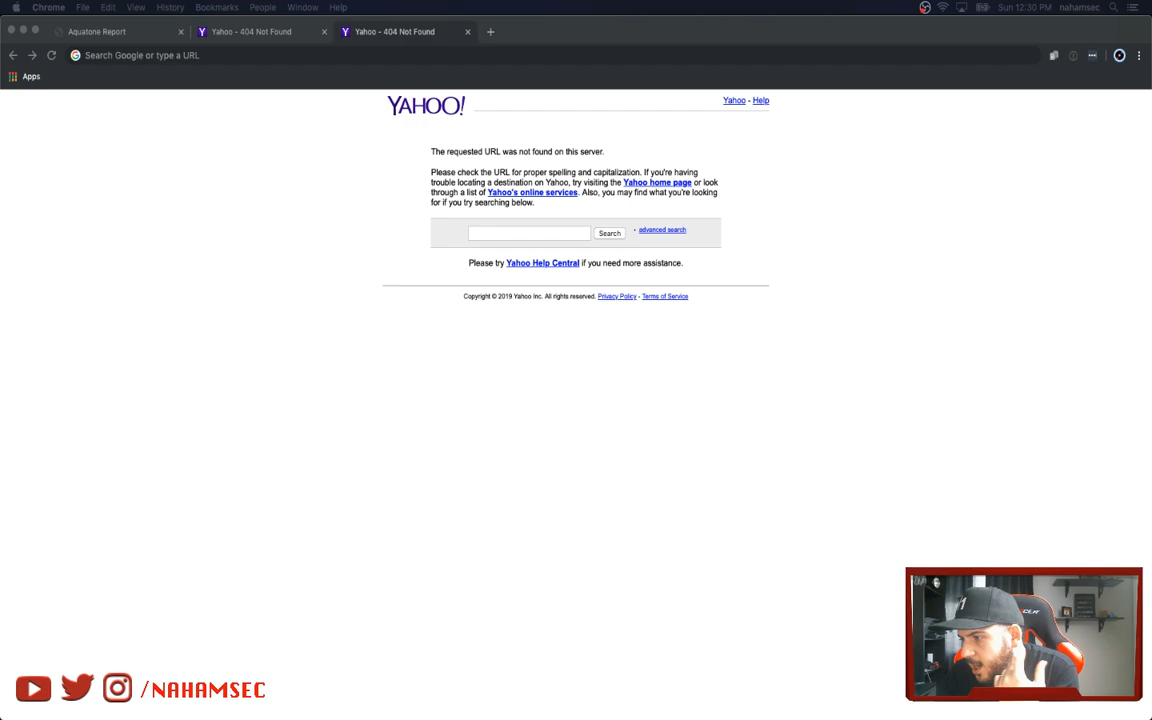 Chrome File Edit View History Bookmarks People Window Help Sun 12:30 PM nahamsec
Aquatone Report Yahoo - 404 Not Found Yahoo - 404 Not Found
Search Google or type a URL
Apps
YAHOO! Yahoo - Help
The requested URL was not found on this server.
Please check the URL for proper spelling and capitalization. If you're having
trouble locating a destination on Yahoo, try visiting the Yahoo home page or look
through a list of Yahoo's online services. Also, you may find what you're looking
for if you try searching below.
Search · advanced search
Please try Yahoo Help Central if you need more assistance.
Copyright © 2019 Yahoo Inc. All rights reserved. Privacy Policy - Terms of Service
/NAHAMSEC